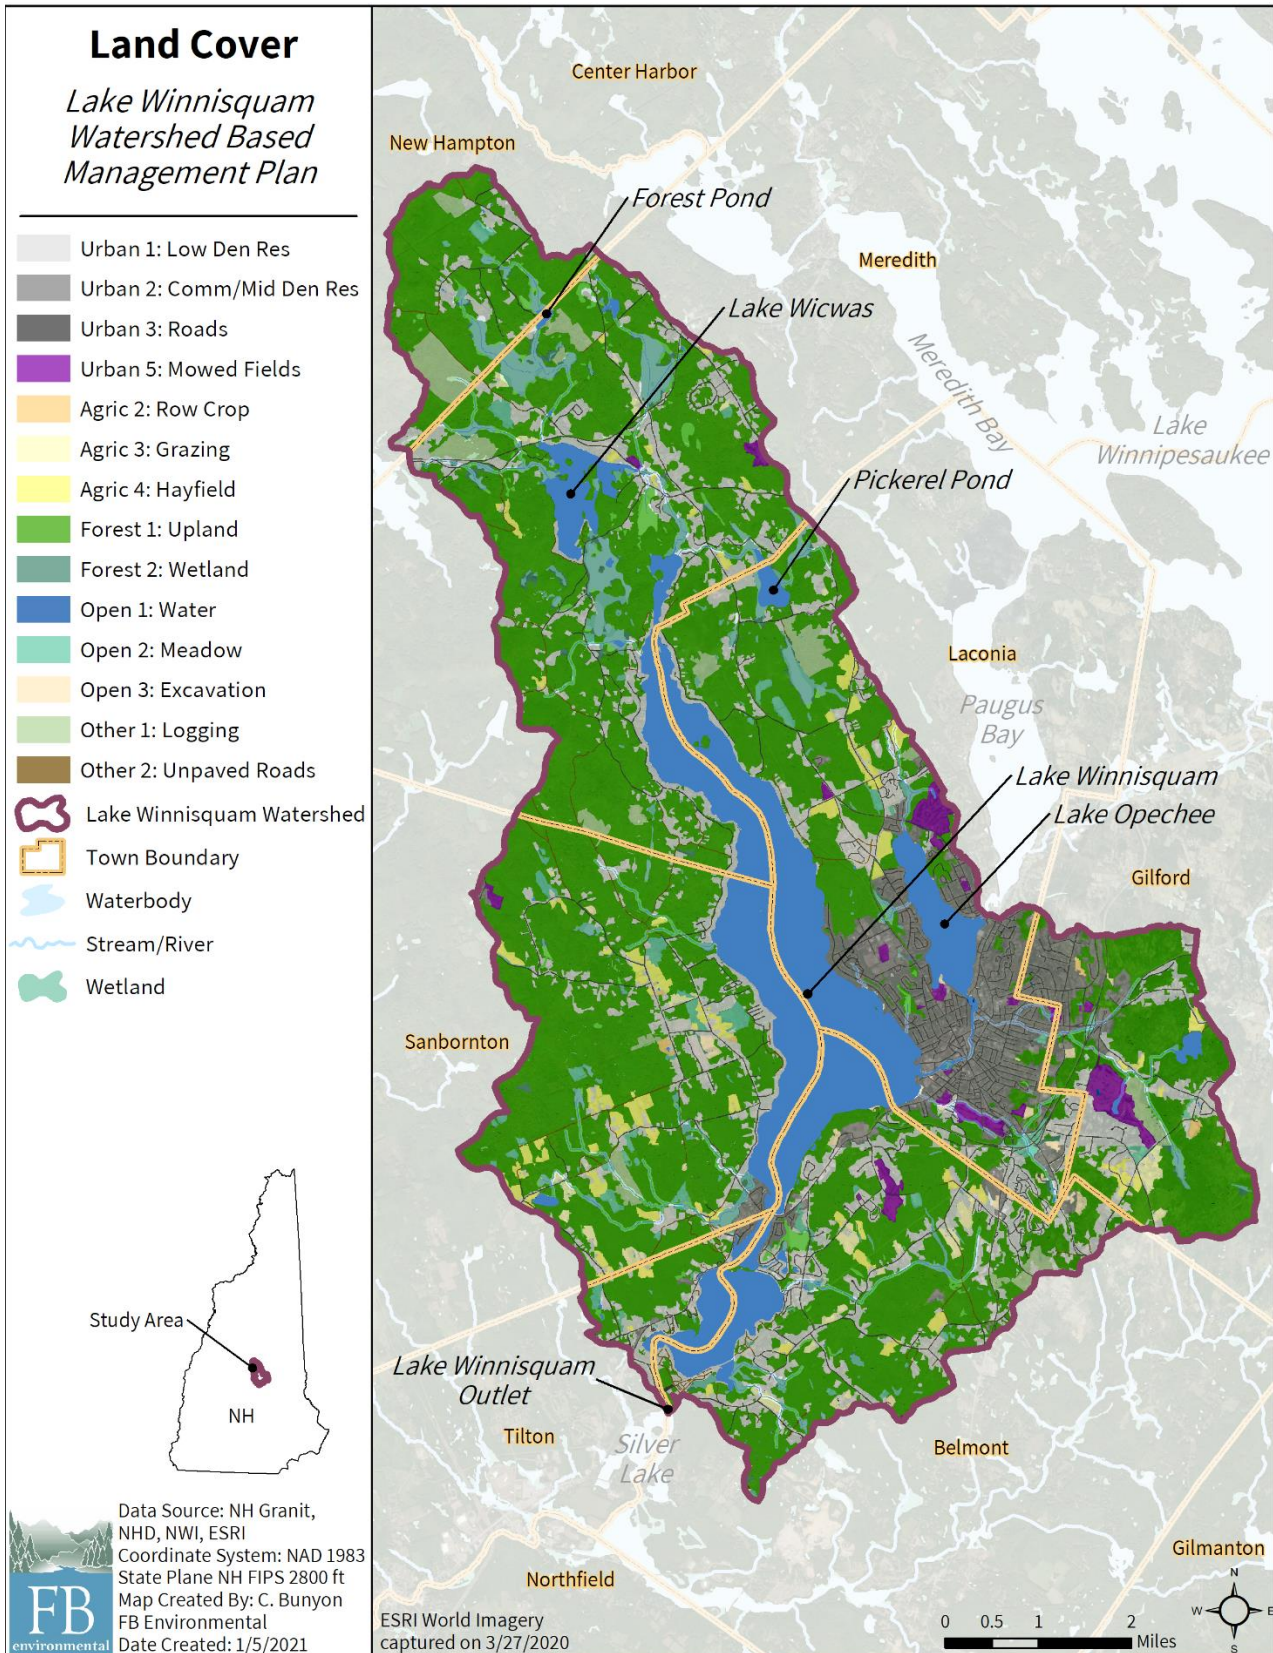 Land Cover
Lake Winnisquam
Watershed Based
Management Plan
Urban 1: Low Den Res
Urban 2: Comm/Mid Den Res
Urban 3: Roads
Urban 5: Mowed Fields
Agric 2: Row Crop
Agric 3: Grazing
Agric 4: Hayfield
Forest 1: Upland
Forest 2: Wetland
Open 1: Water
Open 2: Meadow
Open 3: Excavation
Other 1: Logging
Other 2: Unpaved Roads
Lake Winnisquam Watershed
Town Boundary
Waterbody
Stream/River
Wetland
Study Area
NH
FB
environmental
Data Source: NH Granit,
NHD, NWI, ESRI
Coordinate System: NAD 1983
State Plane NH FIPS 2800 ft
Map Created By: C. Bunyon
FB Environmental
Date Created: 1/5/2021
Center Harbor
New Hampton
Forest Pond
Meredith
Lake Wicwas
Meredith Bay
Lake
Winnipesaukee
Pickerel Pond
Laconia
Paugus
Bay
Lake Winnisquam
Lake Opechee
Gilford
Sanbornton
Lake Winnisquam
Outlet
Tilton
Silver
Lake
Belmont
Gilmanton
Northfield
ESRI World Imagery
captured on 3/27/2020
0 0.5 1 2
Miles
N
W E
S